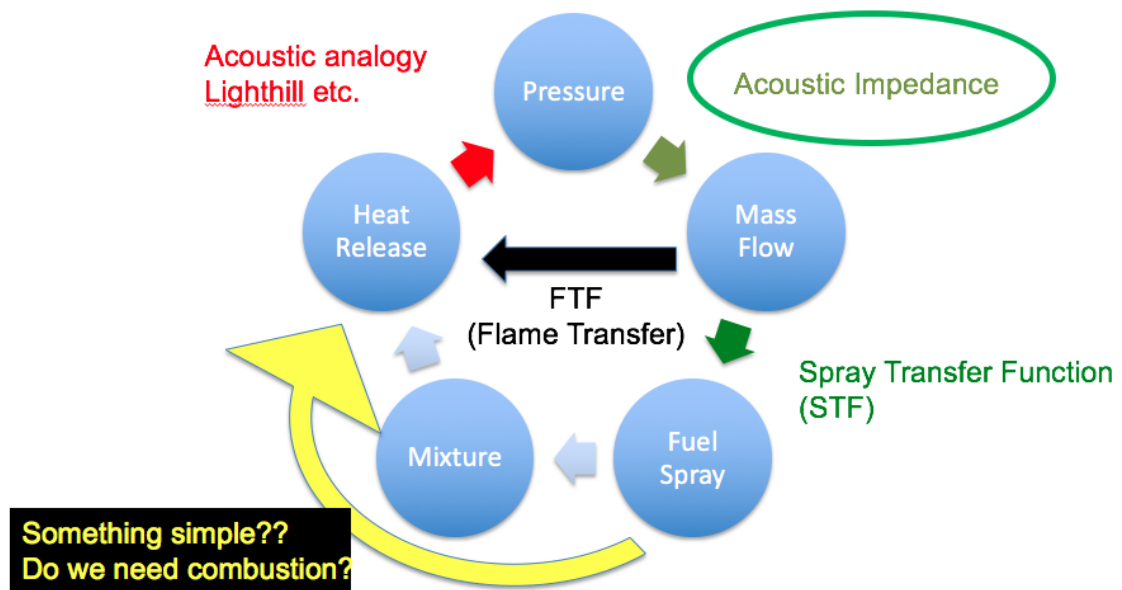 Acoustic analogy
Lighthill etc.
Pressure
Acoustic Impedance
Heat
Release
Mass
Flow
FTF
(Flame Transfer)
Spray Transfer Function
(STF)
Mixture
Fuel
Spray
Something simple??
Do we need combustion?